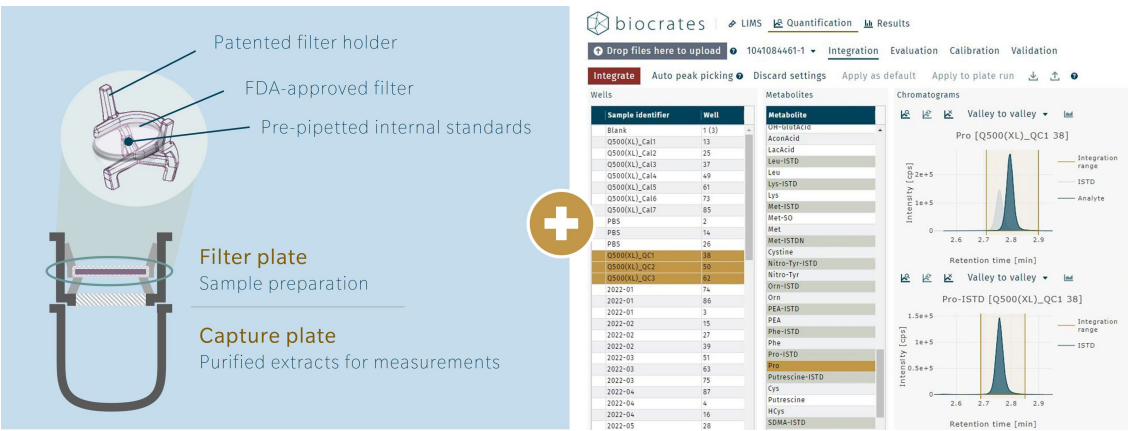 Patented filter holder
FDA-approved filter
Pre-pipetted internal standards
Filter plate
Sample preparation
Capture plate
Purified extracts for measurements
biocrates
LIMS Quantification Results
Drop files here to upload 1041084461-1 Integration Evaluation Calibration Validation
Integrate Auto peak picking Discard settings Apply as default Apply to plate run
Wells
Sample identifier Well
Blank 1 (3)
Q500(XL)_Cal1 13
Q500(XL)_Cal2 25
Q500(XL)_Cal3 37
Q500(XL)_Cal4 49
Q500(XL)_Cal5 61
Q500(XL)_Cal6 73
Q500(XL)_Cal7 85
PBS 2
PBS 14
PBS 26
Q500(XL)_QC1 38
Q500(XL)_QC2 50
Q500(XL)_QC3 62
2022-01 74
2022-01 86
2022-01 3
2022-02 15
2022-02 27
2022-02 39
2022-03 51
2022-03 63
2022-03 75
2022-04 87
2022-04 4
2022-04 16
2022-05 28
Metabolites
Metabolite
OH-GlutAcid
AconAcid
LacAcid
Leu-ISTD
Leu
Lys-ISTD
Lys
Met-ISTD
Met-SO
Met
Met-ISTDN
Cystine
Nitro-Tyr-ISTD
Nitro-Tyr
Orn-ISTD
Orn
PEA-ISTD
PEA
Phe-ISTD
Phe
Pro-ISTD
Pro
Putrescine-ISTD
Cys
Putrescine
HCys
SDMA-ISTD
Chromatograms
Valley to valley
Pro [Q500(XL)_QC1 38]
Intensity [cps]
2e+5
1e+5
0
2.6 2.7 2.8 2.9
Retention time [min]
Integration
range
ISTD
Analyte
Valley to valley
Pro-ISTD [Q500(XL)_QC1 38]
Intensity [cps]
1.5e+5
1e+5
0.5e+5
0
2.6 2.7 2.8 2.9
Retention time [min]
Integration
range
ISTD